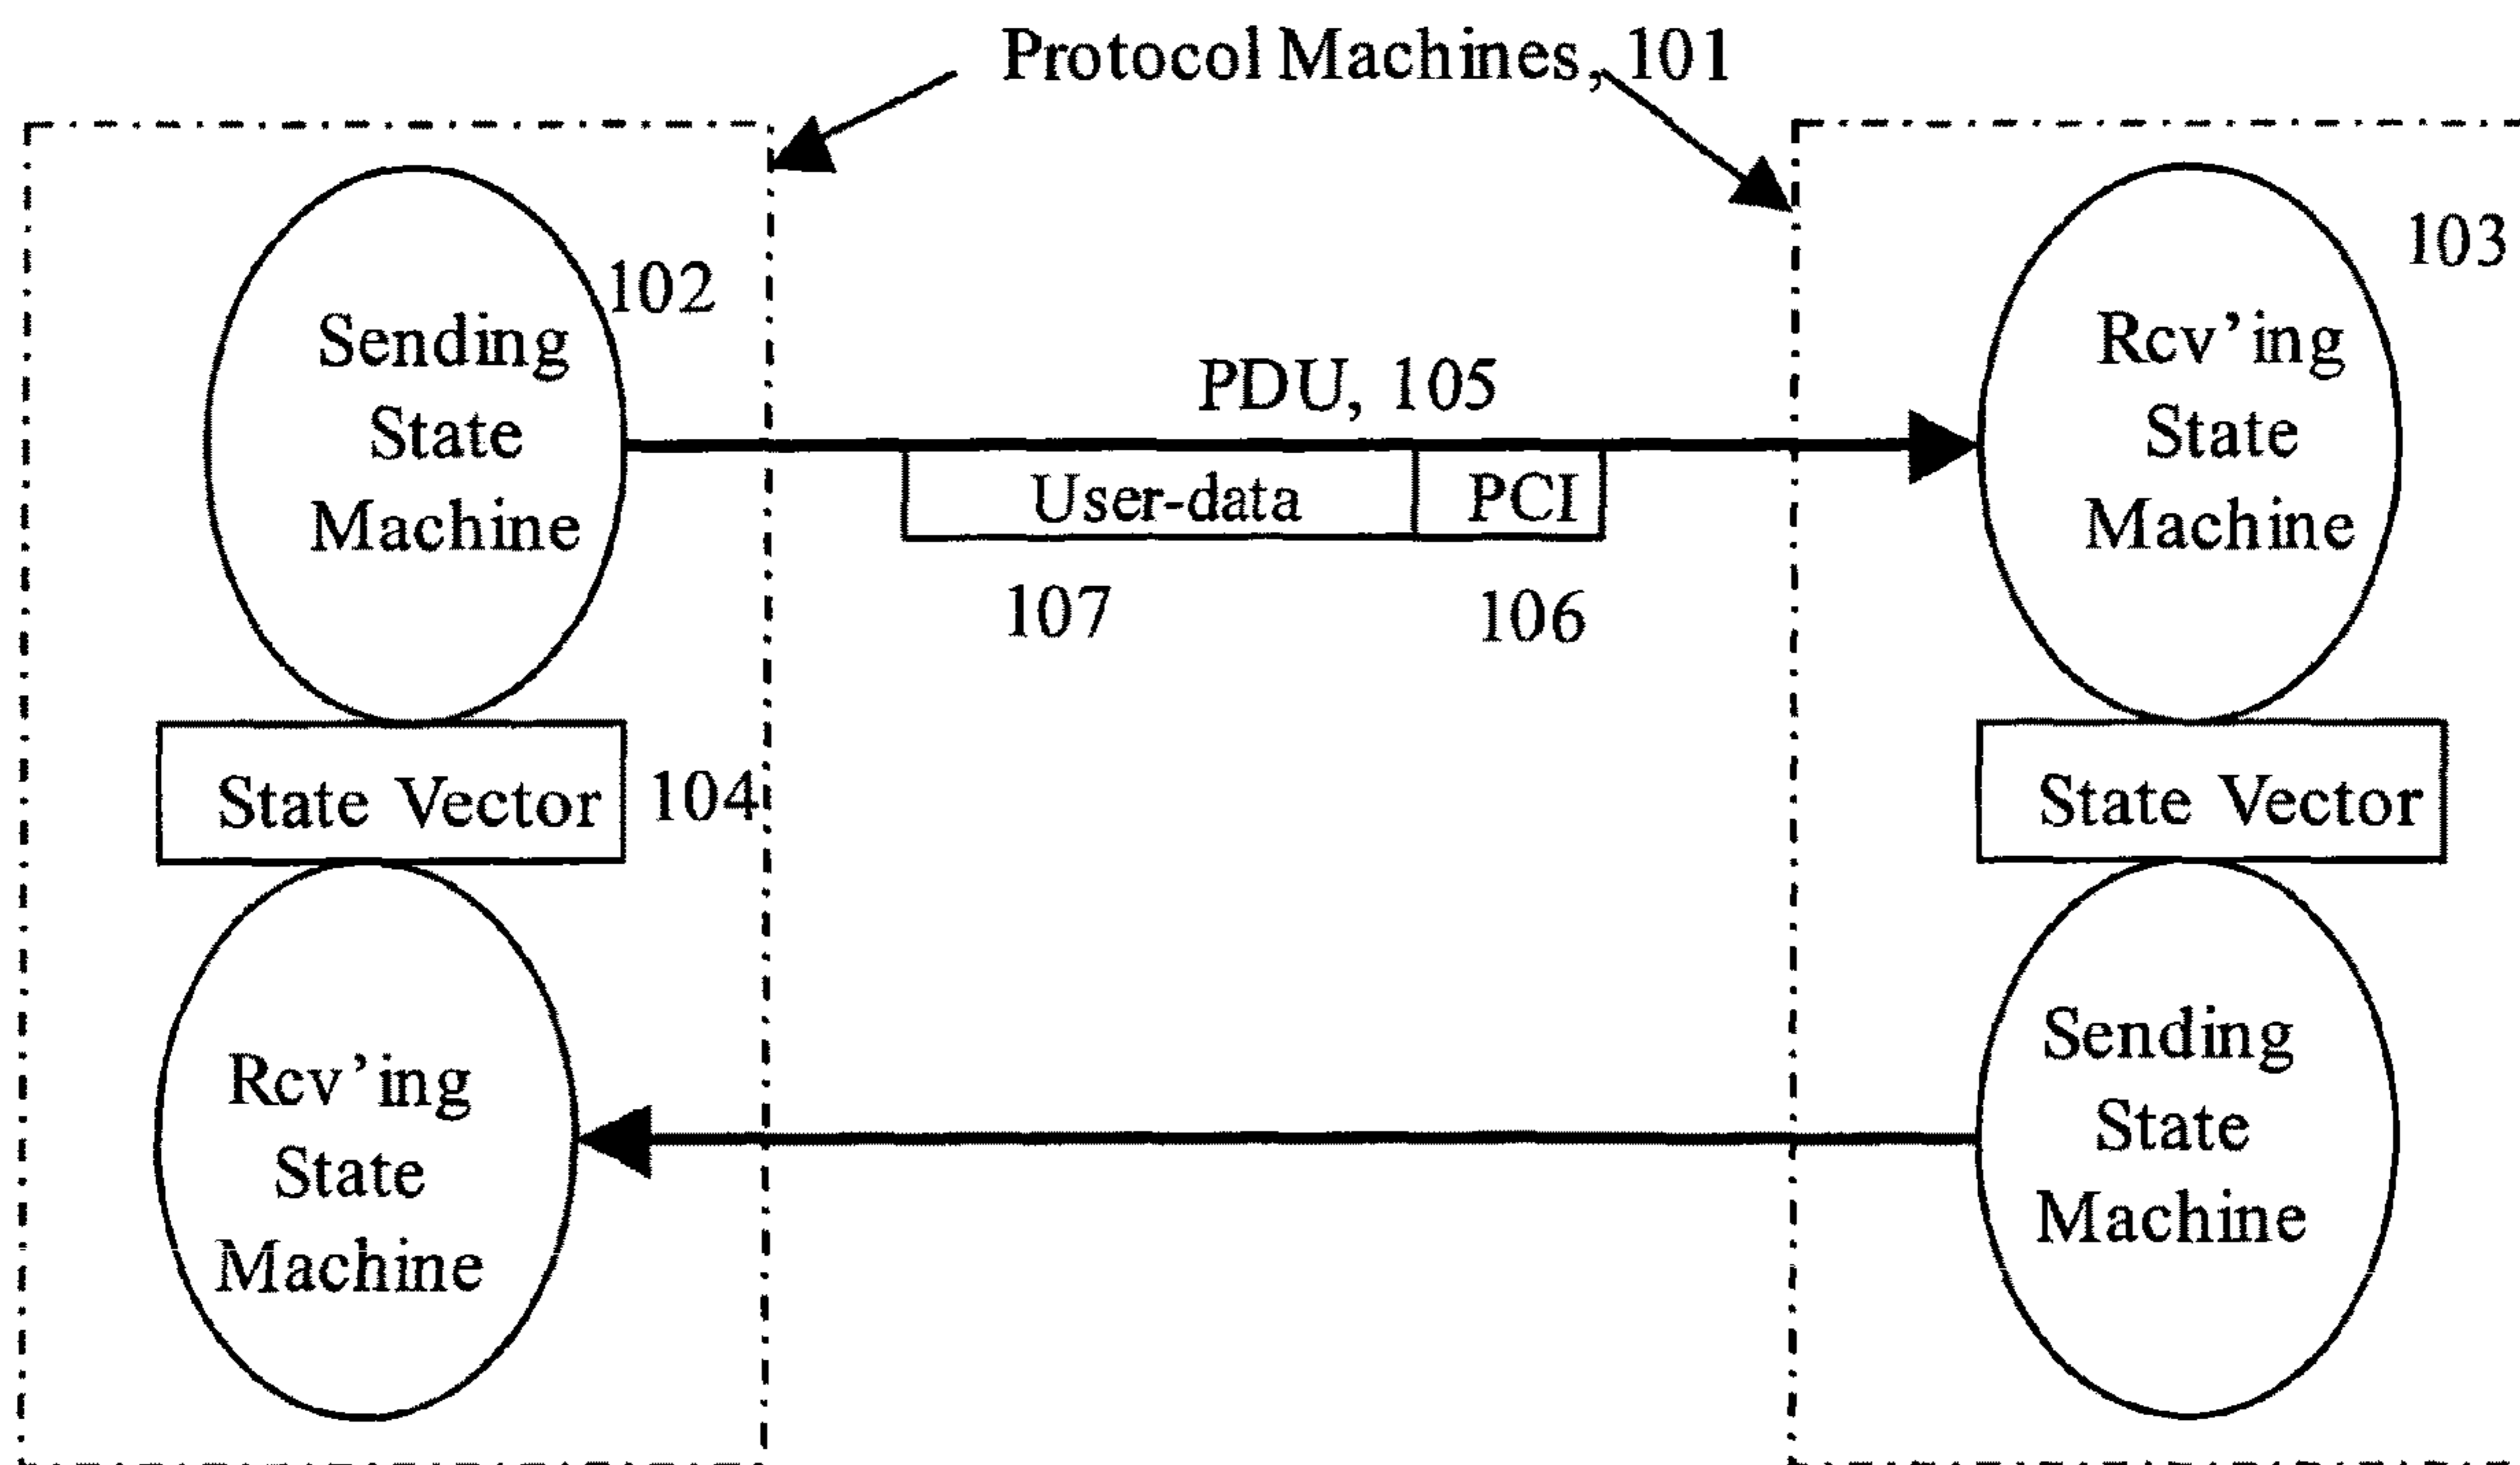 Protocol Machines, 101
102
Sending
State
Machine
103
Rcv’ing
State
Machine
PDU, 105
User-data
PCI
107
106
State Vector
104
State Vector
Rcv’ing
State
Machine
Sending
State
Machine